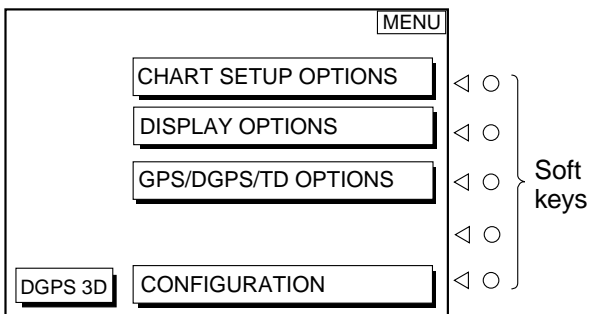 MENU
CHART SETUP OPTIONS
DISPLAY OPTIONS
GPS/DGPS/TD OPTIONS
Soft
keys
DGPS 3D
CONFIGURATION